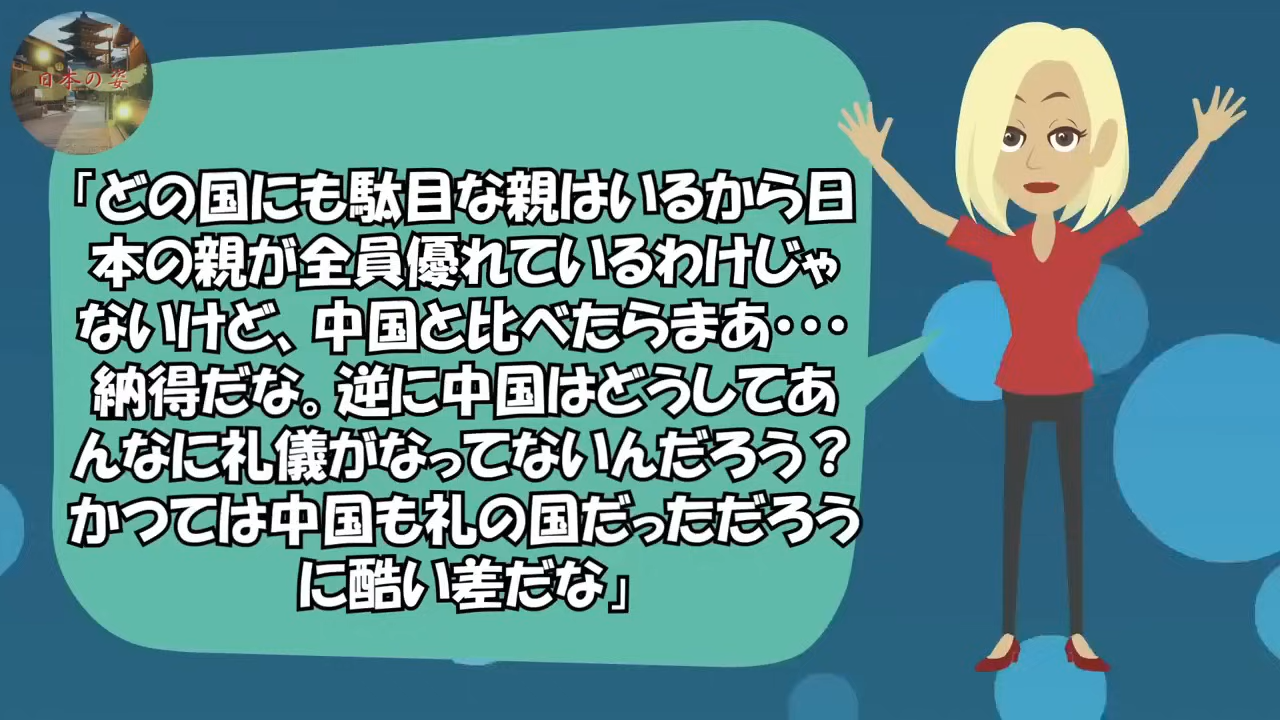 日本の姿
「どの国にも駄目な親はいるから日
本の親が全員優れているわけじゃ
ないけど、中国と比べたらまあ・・・
納得だな。逆に中国はどうしてあ
んなに礼儀がなってないんだろう？
かつては中国も礼の国だっただろう
に酷い差だな」